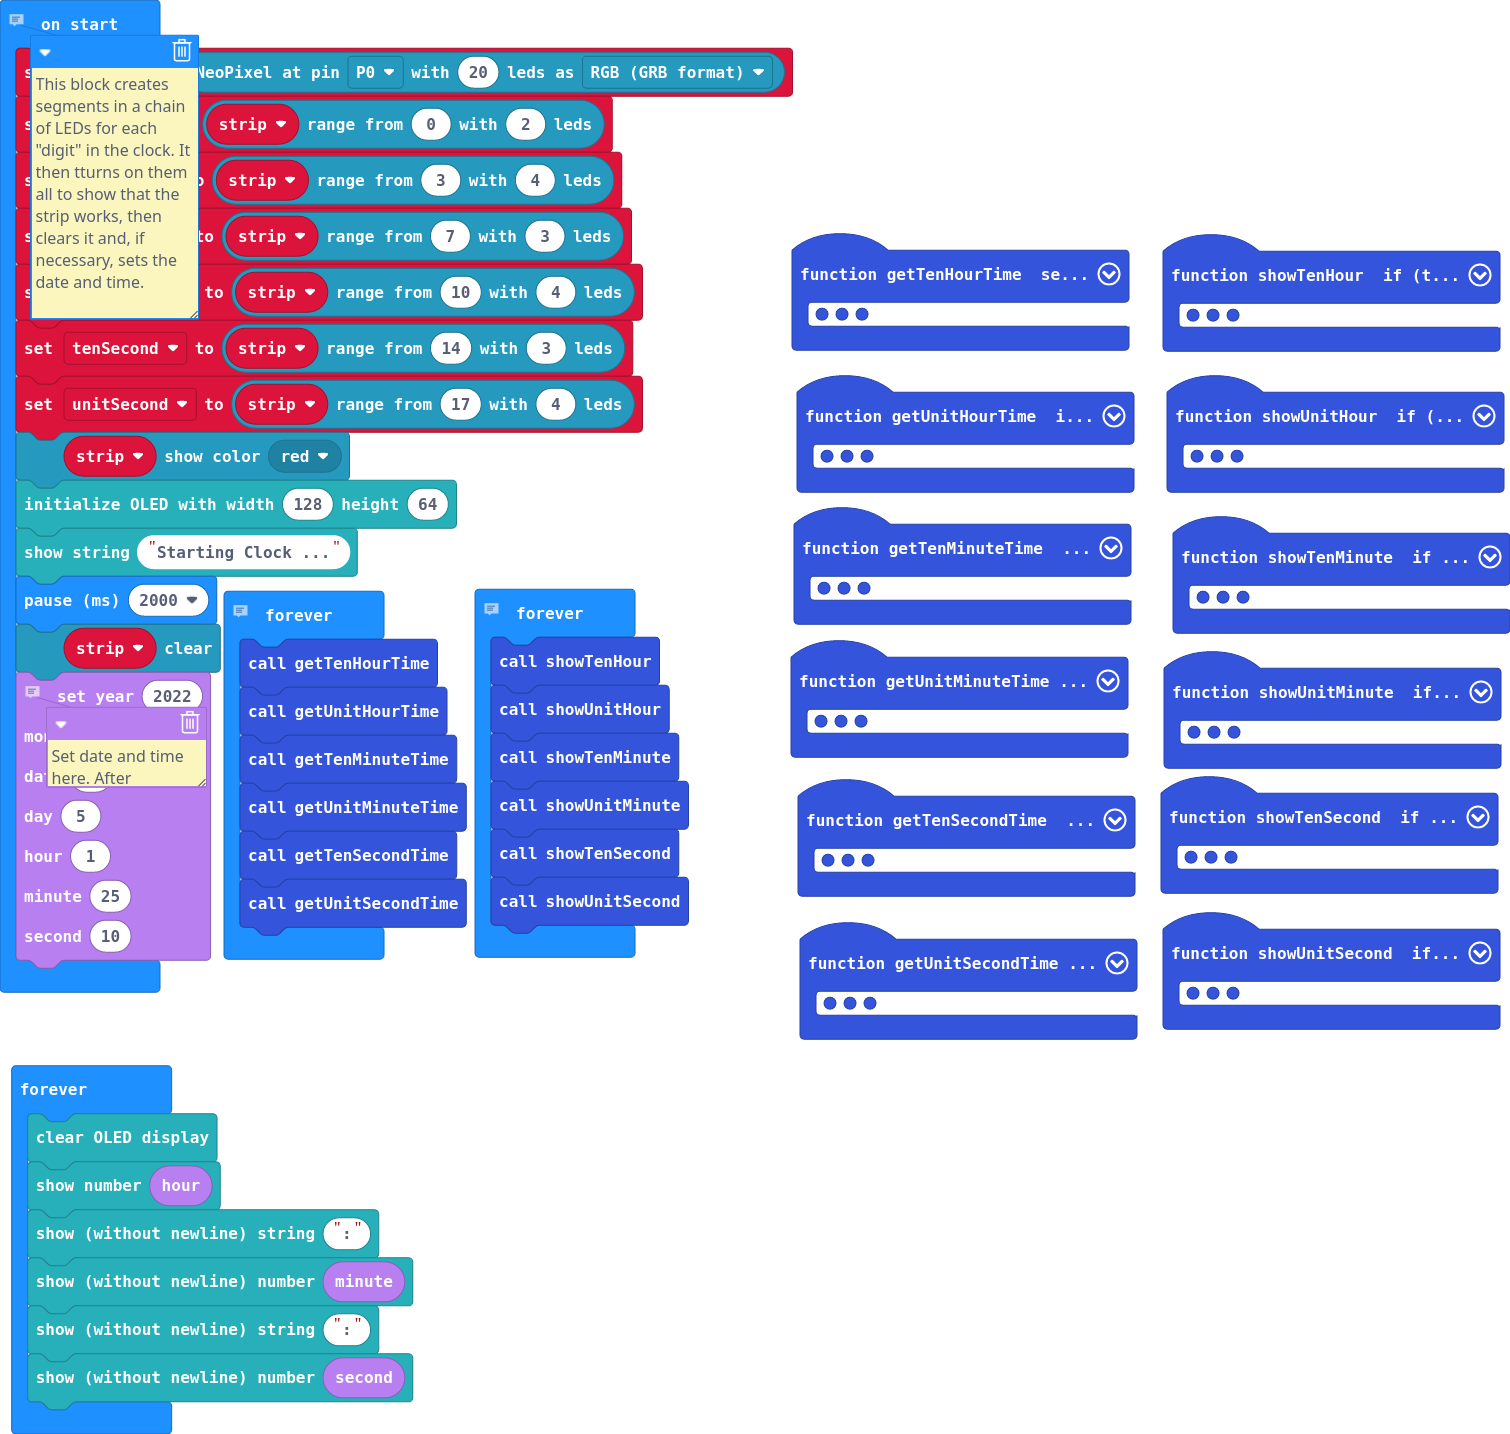 on start
This block creates
segments in a chain
of LEDs for each
"digit" in the clock. It
then tturns on them
all to show that the
strip works, then
clears it and, if
necessary, sets the
date and time.
NeoPixel at pin P0 with 20 leds as RGB (GRB format)
strip range from 0 with 2 leds
strip range from 3 with 4 leds
to strip range from 7 with 3 leds
to strip range from 10 with 4 leds
set tenSecond to strip range from 14 with 3 leds
set unitSecond to strip range from 17 with 4 leds
strip show color red
initialize OLED with width 128 height 64
show string "Starting Clock ..."
pause (ms) 2000
strip clear
set year 2022
Set date and time
here. After
day 5
hour 1
minute 25
second 10
forever
call getTenHourTime
call getUnitHourTime
call getTenMinuteTime
call getUnitMinuteTime
call getTenSecondTime
call getUnitSecondTime
forever
call showTenHour
call showUnitHour
call showTenMinute
call showUnitMinute
call showTenSecond
call showUnitSecond
function getTenHourTime se...
function getUnitHourTime i...
function getTenMinuteTime ...
function getUnitMinuteTime ...
function getTenSecondTime ...
function getUnitSecondTime ...
function showTenHour if (t...
function showUnitHour if (...
function showTenMinute if ...
function showUnitMinute if...
function showTenSecond if ...
function showUnitSecond if...
forever
clear OLED display
show number hour
show (without newline) string ":"
show (without newline) number minute
show (without newline) string ":"
show (without newline) number second